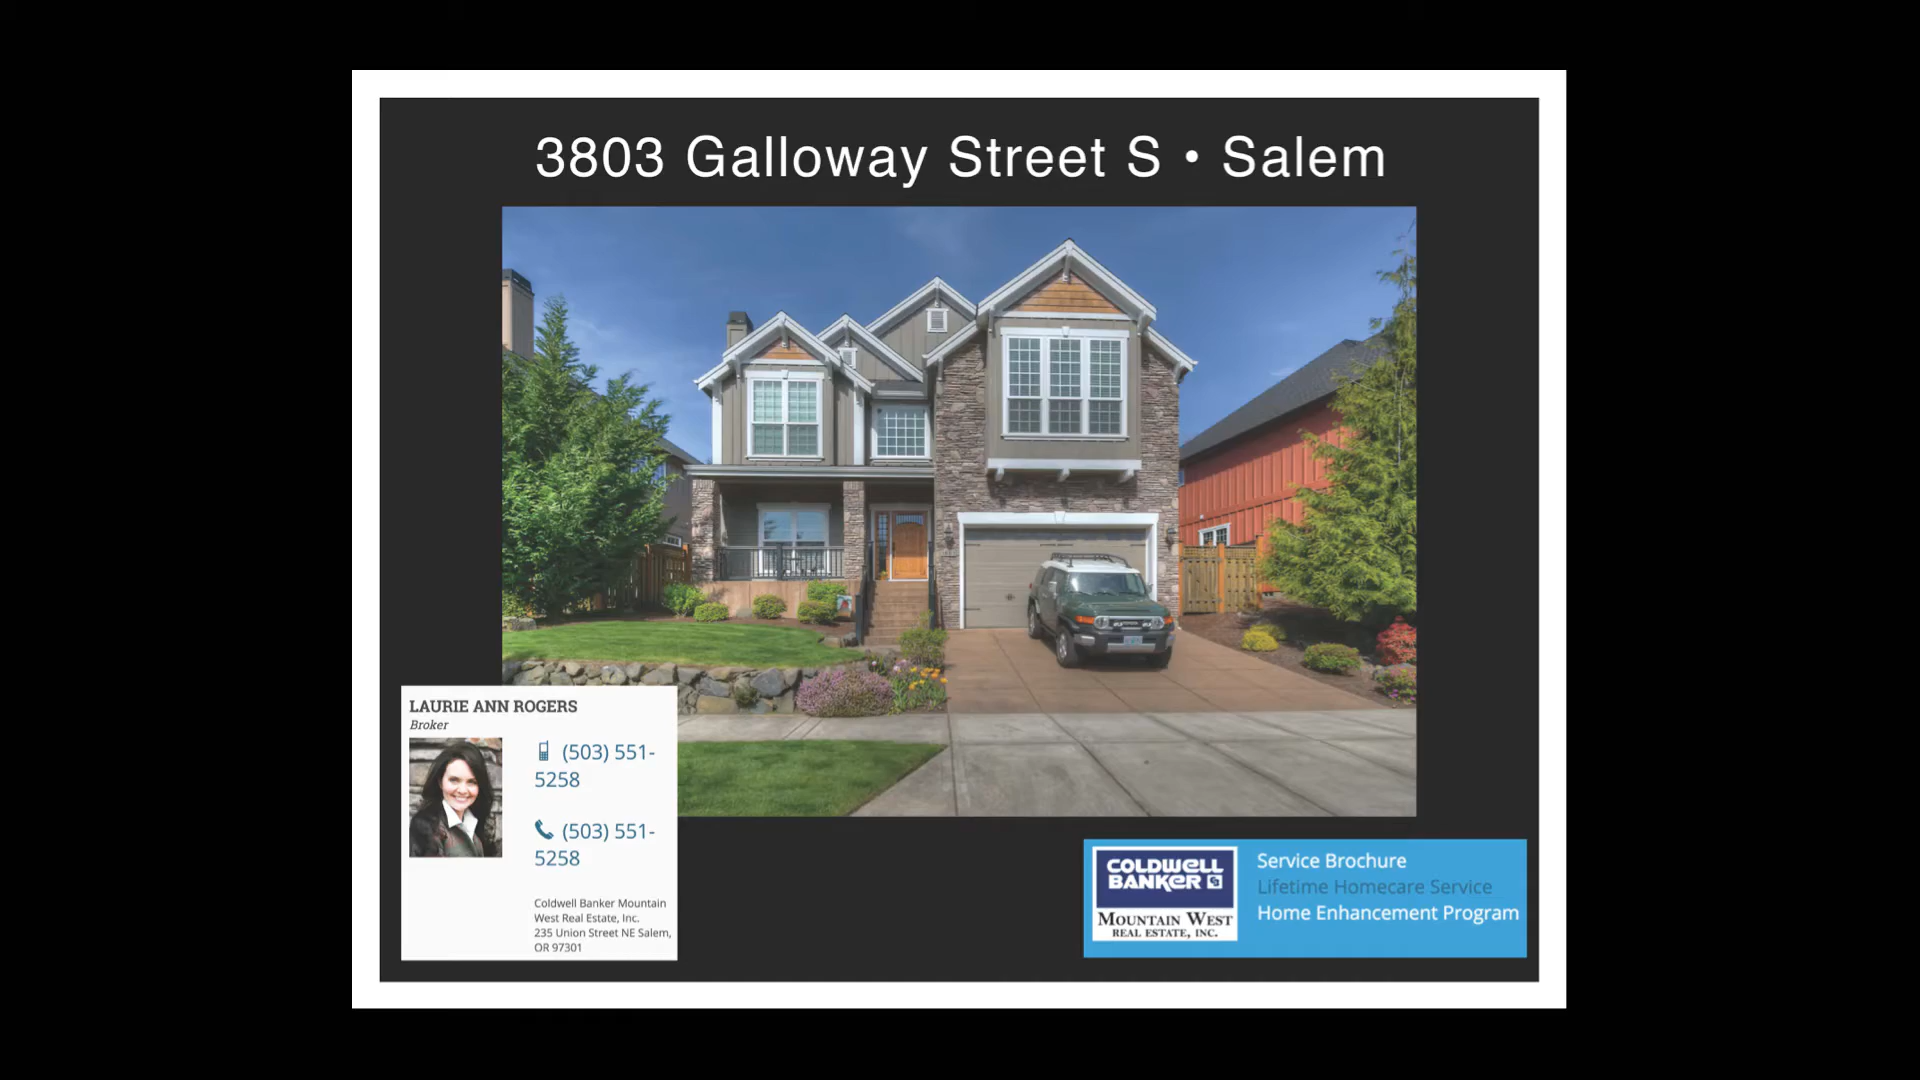 3803 Galloway Street S • Salem
LAURIE ANN ROGERS
Broker
(503) 551-
5258
(503) 551-
5258
Coldwell Banker Mountain
West Real Estate, Inc.
235 Union Street NE Salem,
OR 97301
COLDWELL
BANKER
MOUNTAIN WEST
REAL ESTATE, INC.
Service Brochure
Lifetime Homecare Service
Home Enhancement Program